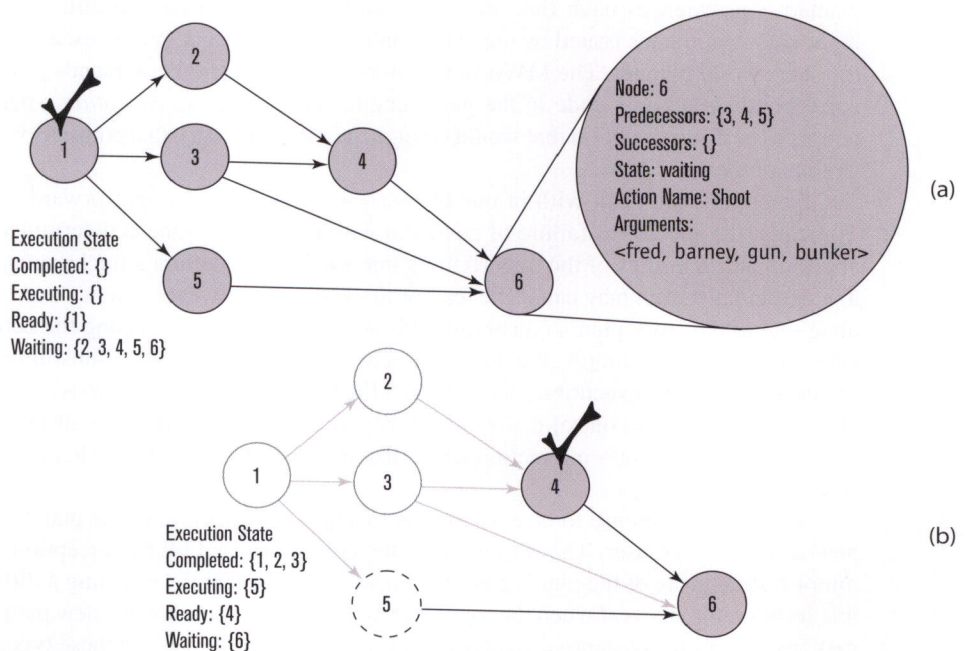 2
Node: 6
Predecessors: {3, 4, 5}
Successors: {}
State: waiting
Action Name: Shoot
Arguments:
<fred, barney, gun, bunker>
(a)
1
3
4
Execution State
Completed: {}
Executing: {}
Ready: {1}
Waiting: {2, 3, 4, 5, 6}
5
6
2
1
3
4
Execution State
Completed: {1, 2, 3}
Executing: {5}
Ready: {4}
Waiting: {6}
(b)
5
6